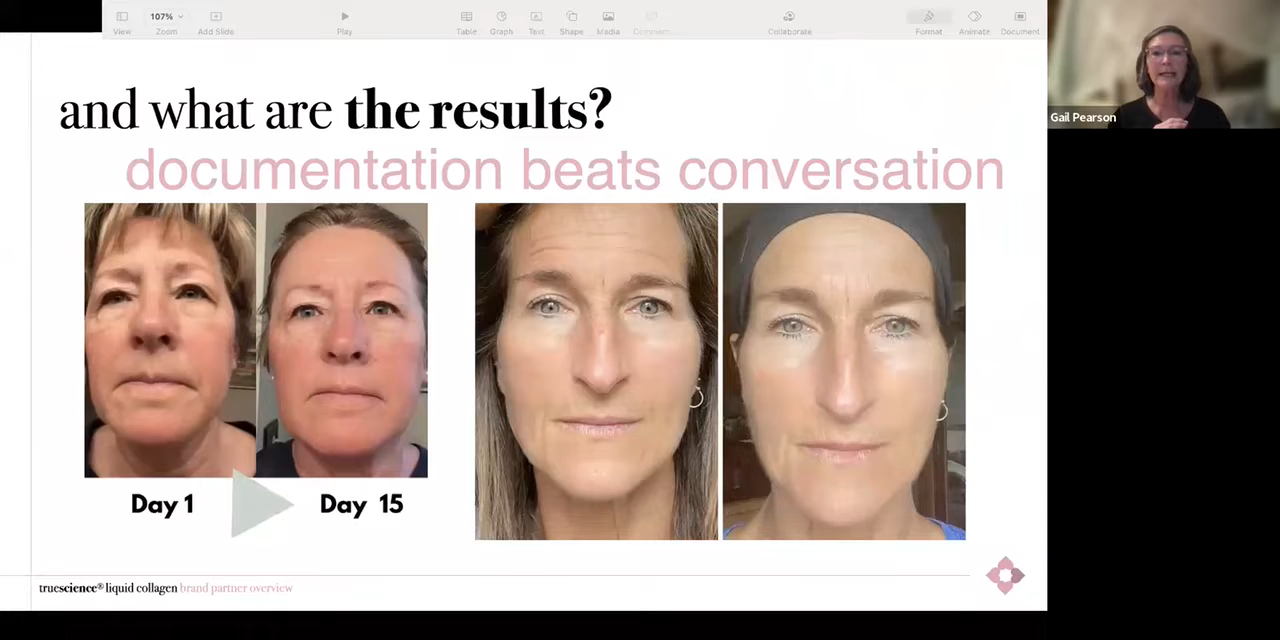 107%
View
Zoom
Add Slide
Play
Table
Graph
Text
Shape
Media
Comment
Collaborate
Format
Animate
Document
Gail Pearson
and what are the results?
documentation beats conversation
Day 1
Day 15
truescience® liquid collagen brand partner overview